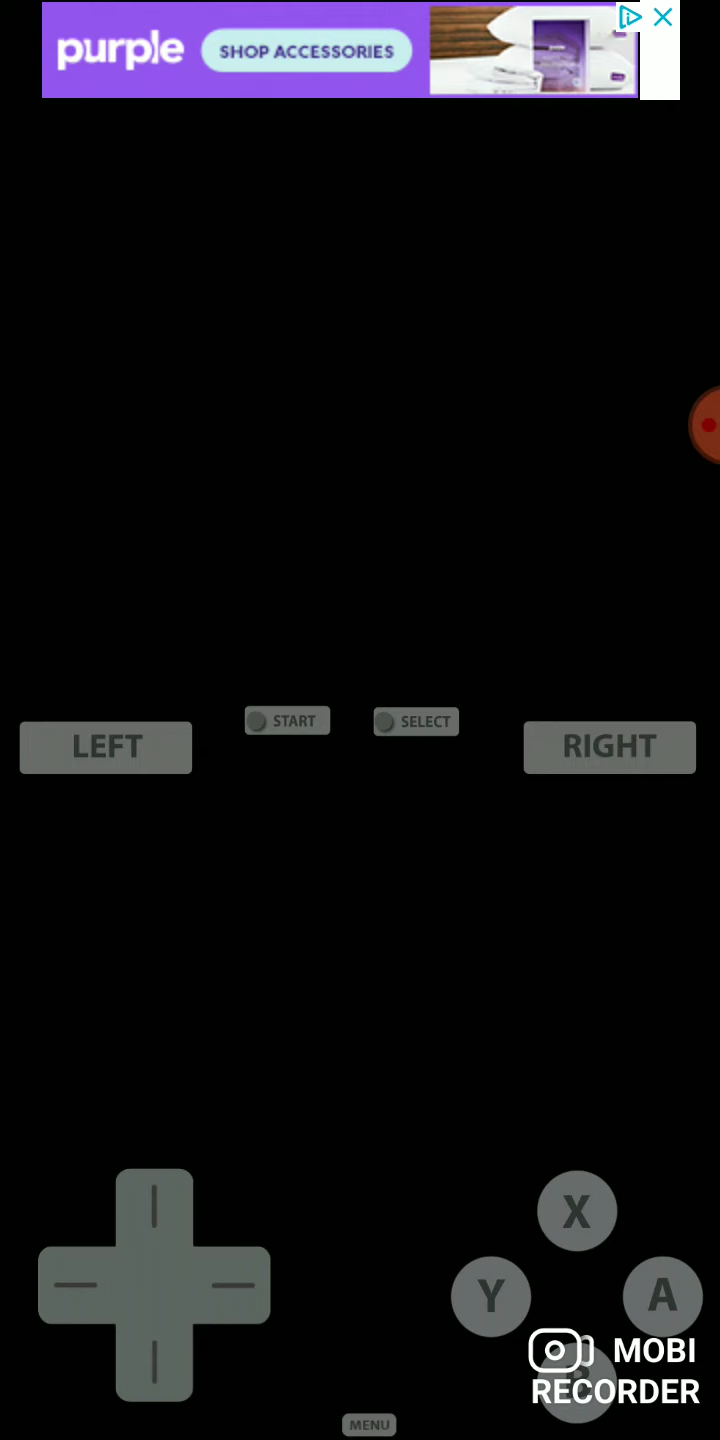 purple
SHOP ACCESSORIES
START
SELECT
LEFT
RIGHT
X
Y
A
B
MOBI
RECORDER
MENU